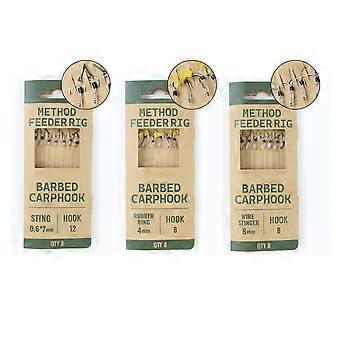 METHOD
FEEDER RIG
BARBED
CARPHOOK
STING
0,6*7mm
HOOK
12
QTY 8
METHOD
FEEDER RIG
BARBED
CARPHOOK
RUBBER
RING
4mm
HOOK
8
QTY 8
METHOD
FEEDER RIG
BARBED
CARPHOOK
WIRE
STINGER
8mm
HOOK
8
QTY 8